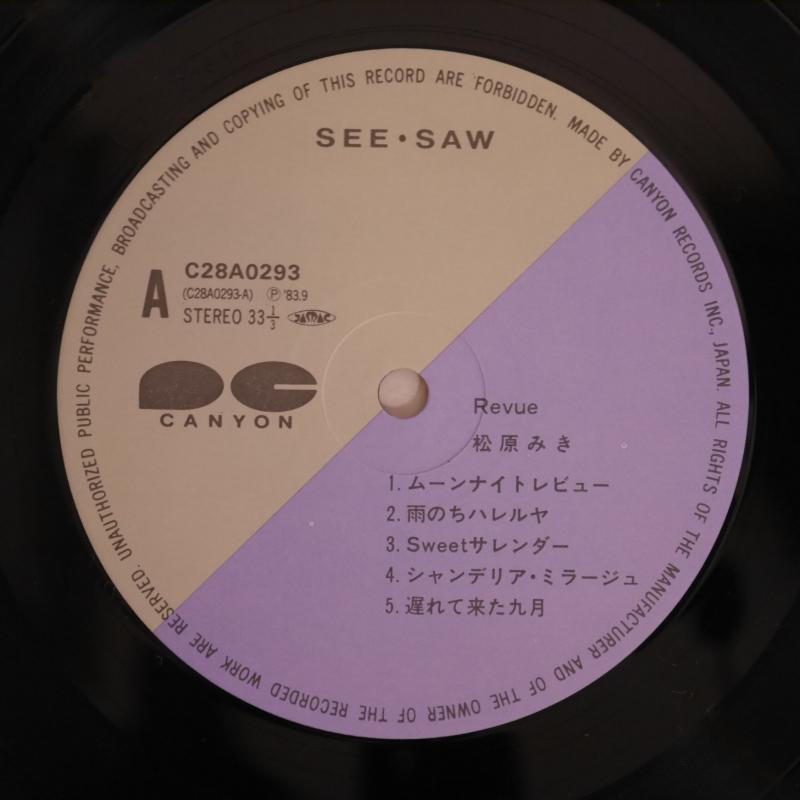 UNAUTHORIZED PUBLIC PERFORMANCE, BROADCASTING AND COPYING OF THIS RECORD ARE FORBIDDEN. MADE BY CANYON RECORDS INC., JAPAN. ALL RIGHTS OF THE MANUFACTURER AND OF THE OWNER OF THE RECORDED WORK ARE RESERVED.
SEE・SAW
A
C28A0293
(C28A0293-A) Ⓟ '83.9
STEREO 33⅓ JASRAC
CANYON
Revue
松原みき
1. ムーンナイトレビュー
2. 雨のちハレルヤ
3. Sweetサレンダー
4. シャンデリア・ミラージュ
5. 遅れて来た九月